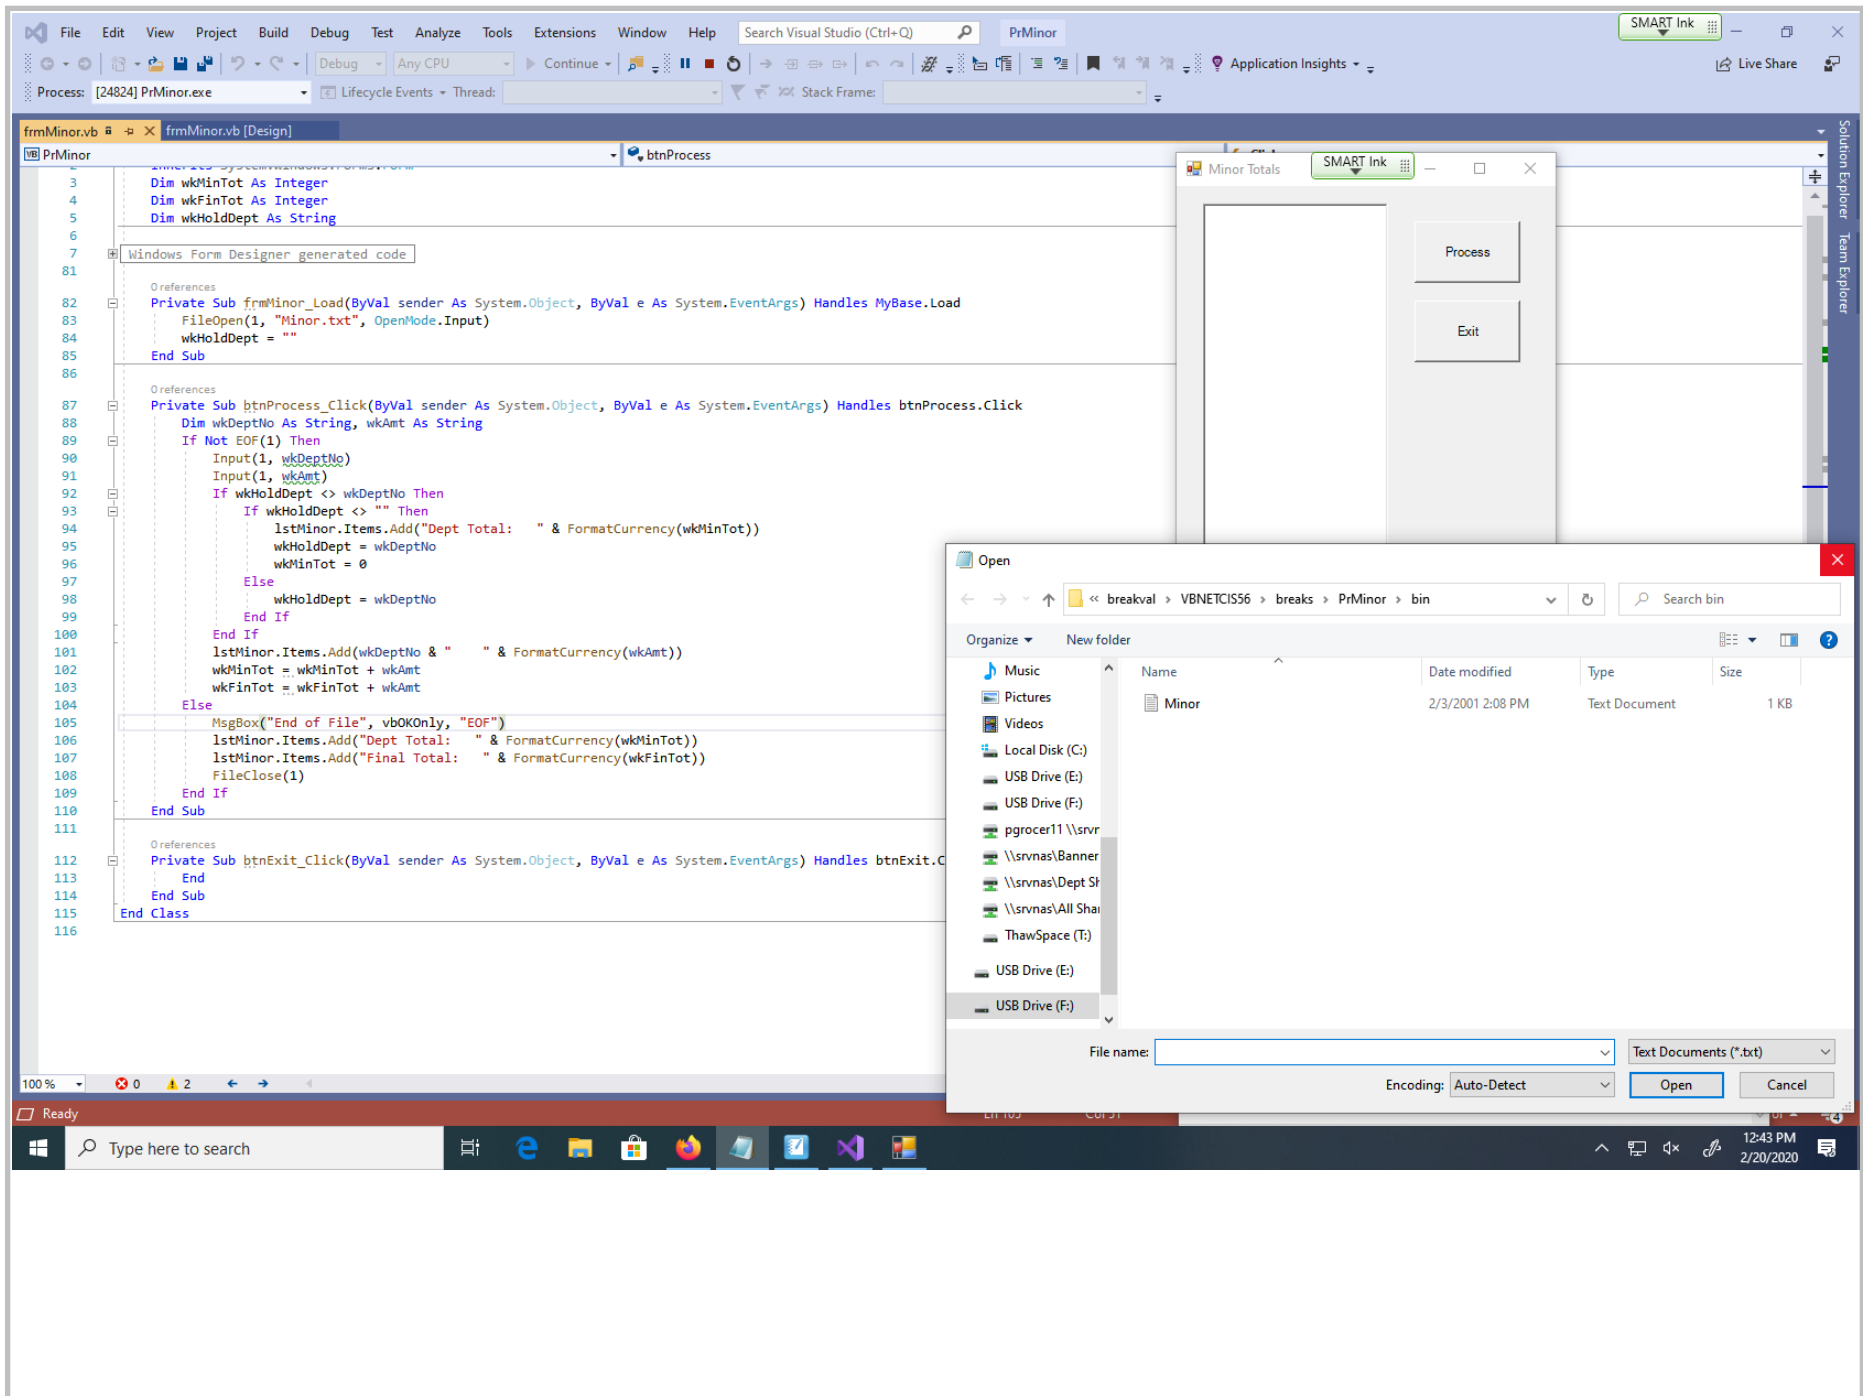 SMART Ink
File Edit View Project Build Debug Test Analyze Tools Extensions Window Help Search Visual Studio (Ctrl+Q) PrMinor
Debug Any CPU Continue Application Insights Live Share
Process: [24824] PrMinor.exe Lifecycle Events Thread: Stack Frame:
frmMinor.vb frmMinor.vb [Design]
VB PrMinor btnProcess
3 Dim wkMinTot As Integer
4 Dim wkFinTot As Integer
5 Dim wkHoldDept As String
6
7 Windows Form Designer generated code
81
0 references
82 Private Sub frmMinor_Load(ByVal sender As System.Object, ByVal e As System.EventArgs) Handles MyBase.Load
83 FileOpen(1, "Minor.txt", OpenMode.Input)
84 wkHoldDept = ""
85 End Sub
86
0 references
87 Private Sub btnProcess_Click(ByVal sender As System.Object, ByVal e As System.EventArgs) Handles btnProcess.Click
88 Dim wkDeptNo As String, wkAmt As String
89 If Not EOF(1) Then
90 Input(1, wkDeptNo)
91 Input(1, wkAmt)
92 If wkHoldDept <> wkDeptNo Then
93 If wkHoldDept <> "" Then
94 lstMinor.Items.Add("Dept Total:   " & FormatCurrency(wkMinTot))
95 wkHoldDept = wkDeptNo
96 wkMinTot = 0
97 Else
98 wkHoldDept = wkDeptNo
99 End If
100 End If
101 lstMinor.Items.Add(wkDeptNo & "    " & FormatCurrency(wkAmt))
102 wkMinTot = wkMinTot + wkAmt
103 wkFinTot = wkFinTot + wkAmt
104 Else
105 MsgBox("End of File", vbOKOnly, "EOF")
106 lstMinor.Items.Add("Dept Total:   " & FormatCurrency(wkMinTot))
107 lstMinor.Items.Add("Final Total:   " & FormatCurrency(wkFinTot))
108 FileClose(1)
109 End If
110 End Sub
111
0 references
112 Private Sub btnExit_Click(ByVal sender As System.Object, ByVal e As System.EventArgs) Handles btnExit.C
113 End
114 End Sub
115 End Class
116
100 % 0 2
Ready
Solution Explorer
Team Explorer
Minor Totals SMART Ink
Process
Exit
Open
« breakval › VBNETCIS56 › breaks › PrMinor › bin Search bin
Organize New folder
Name Date modified Type Size
Minor 2/3/2001 2:08 PM Text Document 1 KB
Music
Pictures
Videos
Local Disk (C:)
USB Drive (E:)
USB Drive (F:)
pgrocer11 \\srvr
\\srvnas\Banner
\\srvnas\Dept Sh
\\srvnas\All Shar
ThawSpace (T:)
USB Drive (E:)
USB Drive (F:)
File name: Text Documents (*.txt)
Encoding: Auto-Detect Open Cancel
Type here to search
12:43 PM
2/20/2020